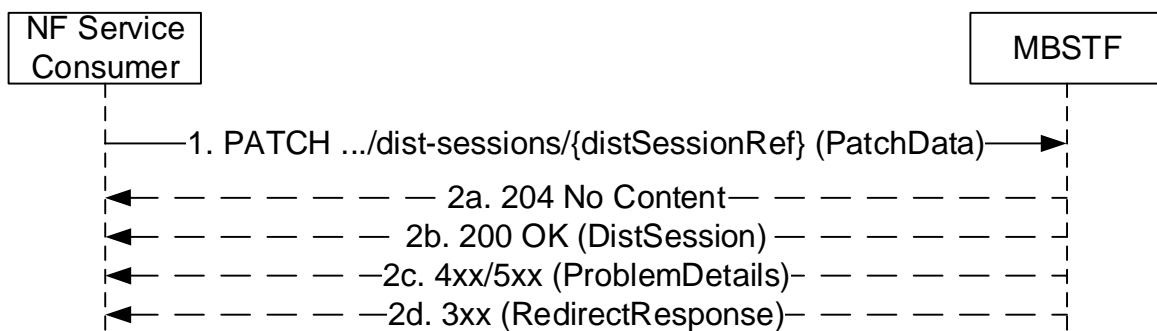 NF Service
Consumer
MBSTF
1. PATCH .../dist-sessions/{distSessionRef} (PatchData)
2a. 204 No Content
2b. 200 OK (DistSession)
2c. 4xx/5xx (ProblemDetails)
2d. 3xx (RedirectResponse)